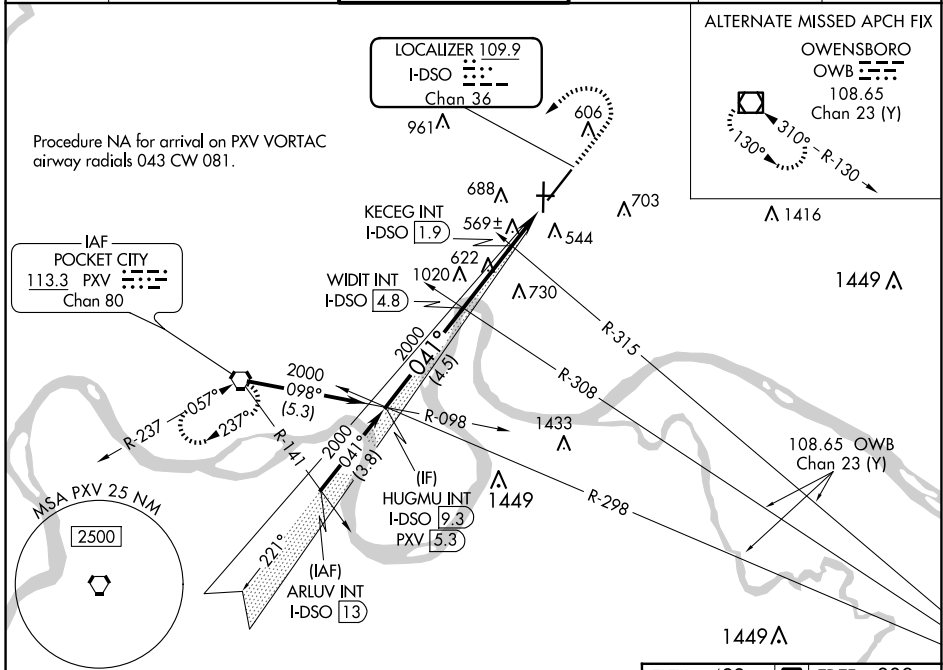 ALTERNATE MISSED APCH FIX
OWENSBORO
OWB
108.65
Chan 23 (Y)
310° - R-130
130°
LOCALIZER 109.9
I-DSO
Chan 36
Procedure NA for arrival on PXV VORTAC
airway radials 043 CW 081.
961
606
688
703
1416
KECEG INT
I-DSO 1.9
569±
544
IAF
POCKET CITY
113.3 PXV
Chan 80
622
1020
WIDIT INT
I-DSO 4.8
730
1449
R-315
2000
041°
(4.5)
R-308
2000
098°
(5.3)
057°
237°
R-237
R-141
R-098
1433
108.65 OWB
Chan 23 (Y)
2000
041°
(3.8)
(IF)
HUGMU INT
I-DSO 9.3
PXV 5.3
1449
R-298
MSA PXV 25 NM
2500
221°
(IAF)
ARLUV INT
I-DSO 13
1449